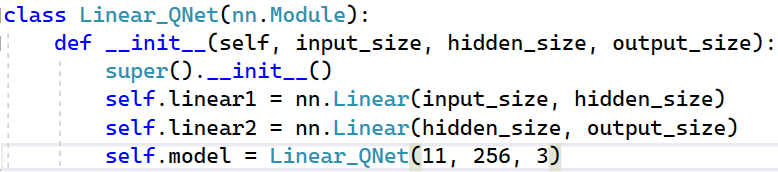 class Linear_QNet(nn.Module):
    def __init__(self, input_size, hidden_size, output_size):
        super().__init__()
        self.linear1 = nn.Linear(input_size, hidden_size)
        self.linear2 = nn.Linear(hidden_size, output_size)
        self.model = Linear_QNet(11, 256, 3)